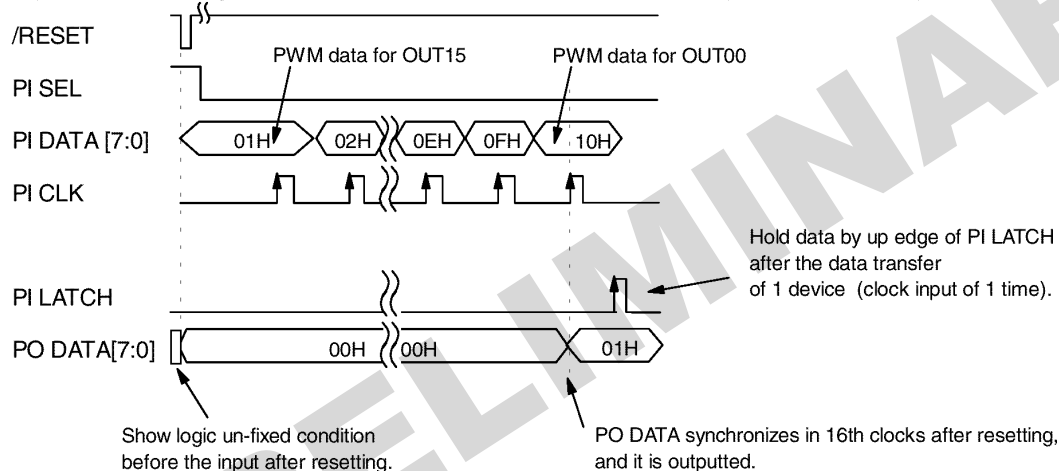 /RESET
PWM data for OUT15
PWM data for OUT00
PI SEL
PI DATA [7:0]
01H
02H
0EH
0FH
10H
PI CLK
Hold data by up edge of PI LATCH
after the data transfer
of 1 device (clock input of 1 time).
PI LATCH
PO DATA[7:0]
00H
00H
01H
Show logic un-fixed condition
before the input after resetting.
PO DATA synchronizes in 16th clocks after resetting,
and it is outputted.
ELIMINAR